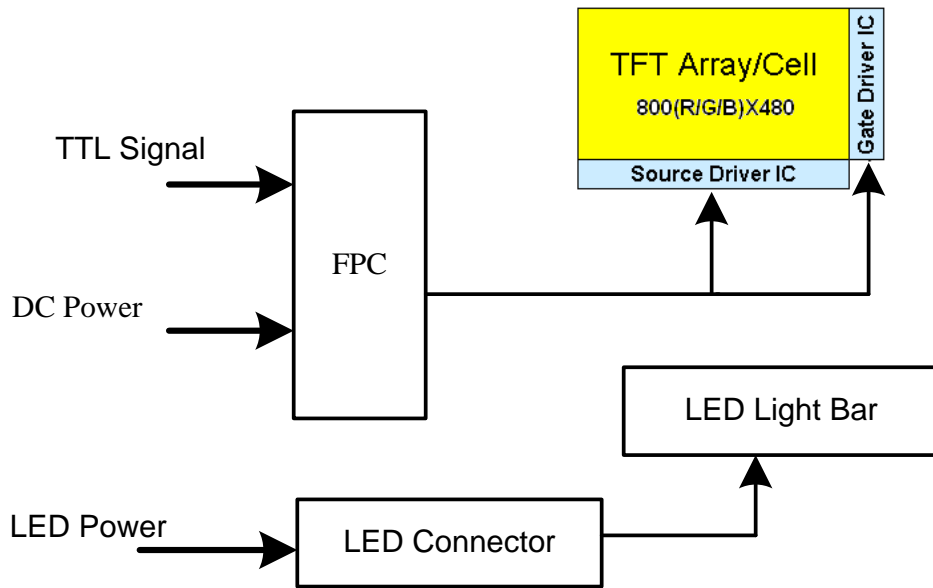 TFT Array/Cell
800(R/G/B)X480
Gate Driver IC
Source Driver IC
TTL Signal
FPC
DC Power
LED Light Bar
LED Power
LED Connector